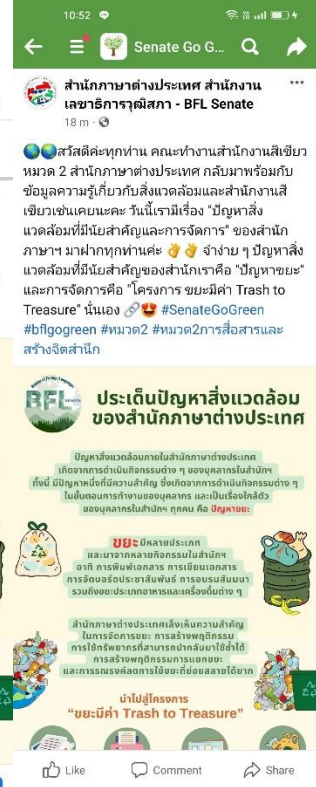 10:52
Senate Go G...
สำนักภาษาต่างประเทศ สำนักงาน
เลขาธิการวุฒิสภา - BFL Senate
18 m
🌏🌏สวัสดีค่ะทุกท่าน คณะทำงานสำนักงานสีเขียว
หมวด 2 สำนักภาษาต่างประเทศ กลับมาพร้อมกับ
ข้อมูลความรู้เกี่ยวกับสิ่งแวดล้อมและสำนักงานสี
เขียวเช่นเคยนะคะ วันนี้เรามีเรื่อง "ปัญหาสิ่ง
แวดล้อมที่มีนัยสำคัญและการจัดการ" ของสำนัก
ภาษาฯ มาฝากทุกท่านค่ะ 👌👌 จำง่าย ๆ ปัญหาสิ่ง
แวดล้อมที่มีนัยสำคัญของสำนักเราคือ "ปัญหาขยะ"
และการจัดการคือ "โครงการ ขยะมีค่า Trash to
Treasure" นั่นเอง 🔗😍 #SenateGoGreen
#bflgogreen #หมวด2 #หมวด2การสื่อสารและ
สร้างจิตสำนึก
BFL
ประเด็นปัญหาสิ่งแวดล้อม
ของสำนักภาษาต่างประเทศ
ปัญหาสิ่งแวดล้อมภายในสำนักภาษาต่างประเทศ
เกิดจากการดำเนินกิจกรรมต่าง ๆ ของบุคลากรในสำนักฯ
ทั้งนี้ มีปัญหาหนึ่งที่มีความสำคัญ ซึ่งเกิดจากการดำเนินกิจกรรมต่าง ๆ
ในขั้นตอนการทำงานของบุคลากร และเป็นเรื่องใกล้ตัว
ของบุคลากรในสำนักฯ ทุกคน คือ ปัญหาขยะ
ขยะมีหลายประเภท
และมาจากหลายกิจกรรมในสำนักฯ
อาทิ การพิมพ์เอกสาร การเขียนเอกสาร
การจัดบอร์ดประชาสัมพันธ์ การอบรมสัมมนา
รวมถึงขยะประเภทอาหารและเครื่องดื่มต่าง ๆ
สำนักภาษาต่างประเทศเล็งเห็นความสำคัญ
ในการจัดการขยะ การสร้างพฤติกรรม
การใช้ทรัพยากรที่สามารถนำกลับมาใช้ซ้ำได้
การสร้างพฤติกรรมการแยกขยะ
และการรณรงค์ลดการใช้ขยะที่ย่อยสลายได้ยาก
นำไปสู่โครงการ
"ขยะมีค่า Trash to Treasure"
Like
Comment
Share